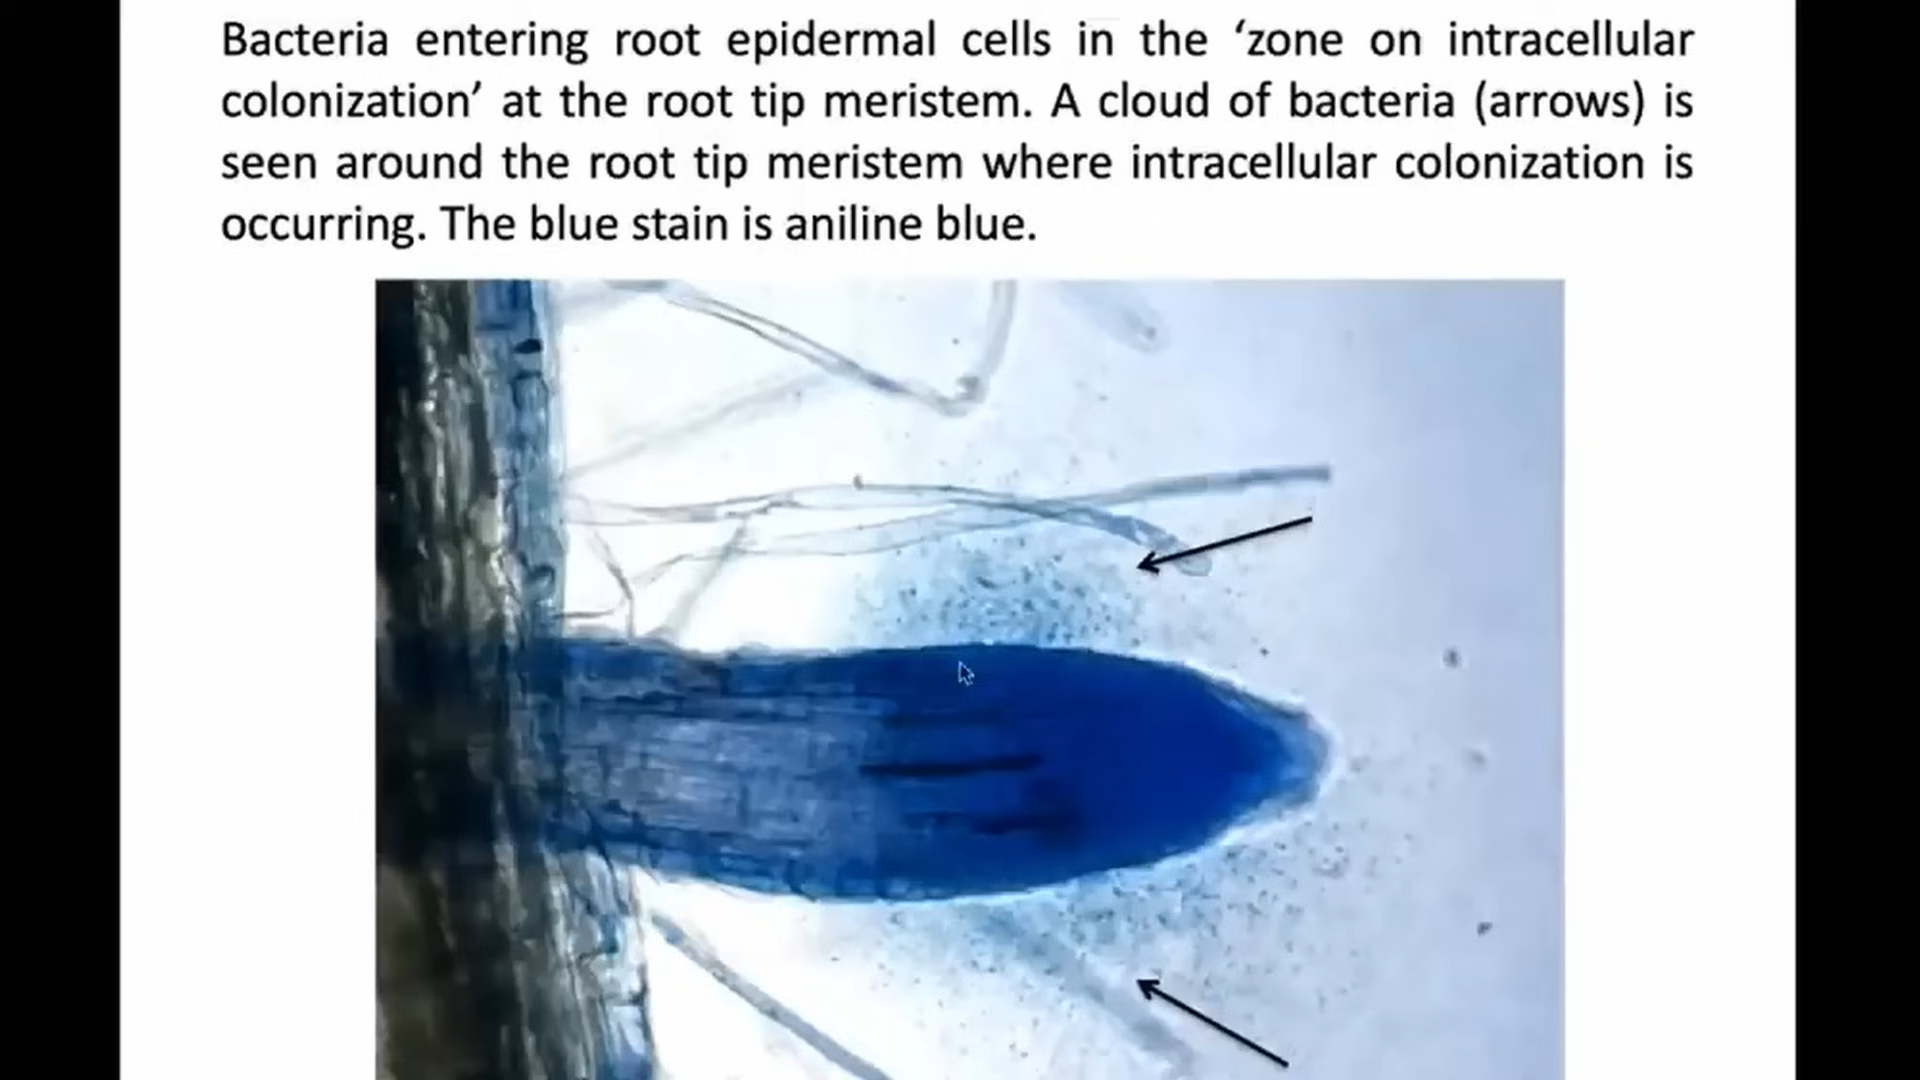 Bacteria entering root epidermal cells in the ‘zone on intracellular
colonization’ at the root tip meristem. A cloud of bacteria (arrows) is
seen around the root tip meristem where intracellular colonization is
occurring. The blue stain is aniline blue.